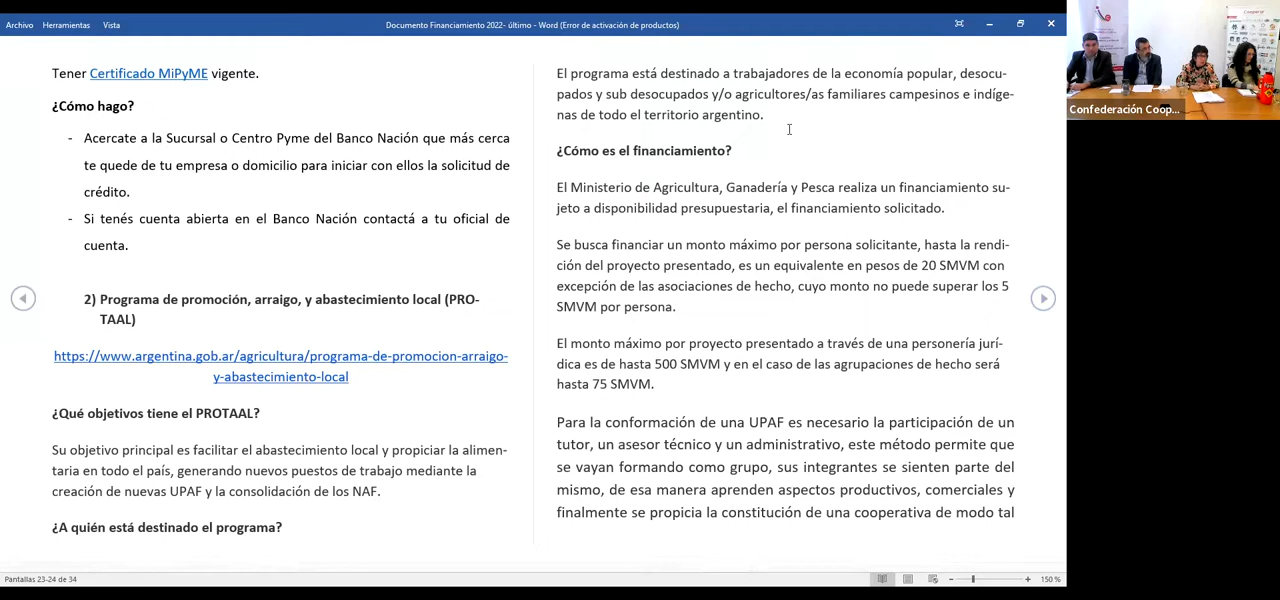 Archivo Herramientas Vista
Documento Financiamiento 2022- último - Word (Error de activación de productos)
Tener Certificado MiPyME vigente.
¿Cómo hago?
- Acercate a la Sucursal o Centro Pyme del Banco Nación que más cerca
te quede de tu empresa o domicilio para iniciar con ellos la solicitud de
crédito.
- Si tenés cuenta abierta en el Banco Nación contactá a tu oficial de
cuenta.
2) Programa de promoción, arraigo, y abastecimiento local (PRO-
TAAL)
https://www.argentina.gob.ar/agricultura/programa-de-promocion-arraigo-
y-abastecimiento-local
¿Qué objetivos tiene el PROTAAL?
Su objetivo principal es facilitar el abastecimiento local y propiciar la alimen-
taria en todo el país, generando nuevos puestos de trabajo mediante la
creación de nuevas UPAF y la consolidación de los NAF.
¿A quién está destinado el programa?
El programa está destinado a trabajadores de la economía popular, desocu-
pados y sub desocupados y/o agricultores/as familiares campesinos e indíge-
nas de todo el territorio argentino.
¿Cómo es el financiamiento?
El Ministerio de Agricultura, Ganadería y Pesca realiza un financiamiento su-
jeto a disponibilidad presupuestaria, el financiamiento solicitado.
Se busca financiar un monto máximo por persona solicitante, hasta la rendi-
ción del proyecto presentado, es un equivalente en pesos de 20 SMVM con
excepción de las asociaciones de hecho, cuyo monto no puede superar los 5
SMVM por persona.
El monto máximo por proyecto presentado a través de una personería jurí-
dica es de hasta 500 SMVM y en el caso de las agrupaciones de hecho será
hasta 75 SMVM.
Para la conformación de una UPAF es necesario la participación de un
tutor, un asesor técnico y un administrativo, este método permite que
se vayan formando como grupo, sus integrantes se sienten parte del
mismo, de esa manera aprenden aspectos productivos, comerciales y
finalmente se propicia la constitución de una cooperativa de modo tal
Confederación Coop...
Pantallas 23-24 de 34
150 %